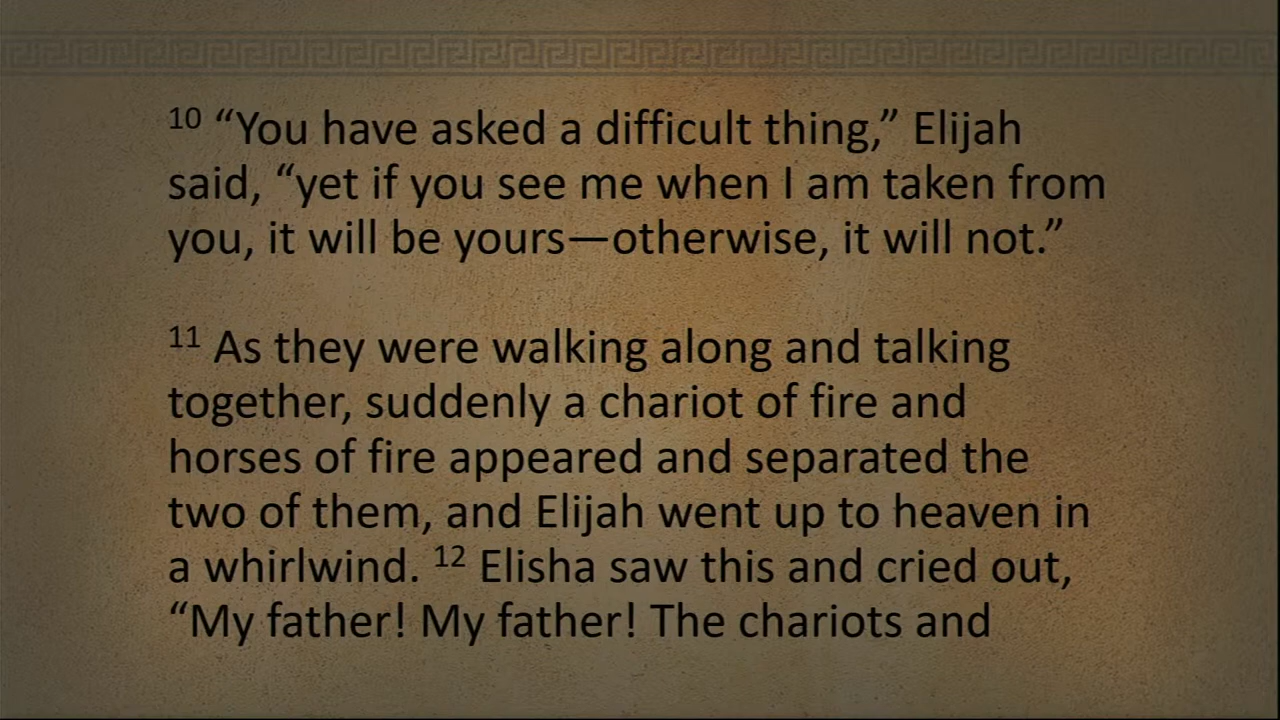 10 “You have asked a difficult thing,” Elijah
said, “yet if you see me when I am taken from
you, it will be yours—otherwise, it will not.”
11 As they were walking along and talking
together, suddenly a chariot of fire and
horses of fire appeared and separated the
two of them, and Elijah went up to heaven in
a whirlwind. 12 Elisha saw this and cried out,
“My father! My father! The chariots and